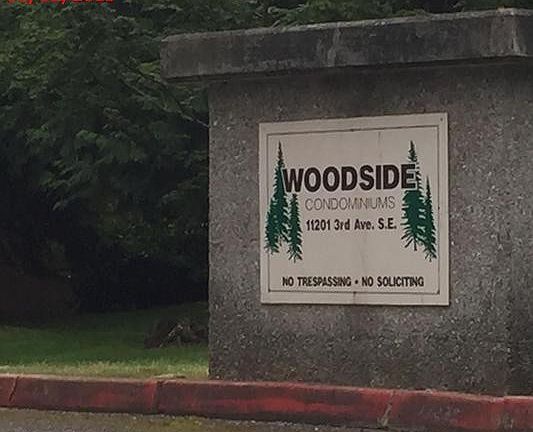 WOODSIDE
CONDOMINIUMS
11201 3rd Ave. S.E.
NO TRESPASSING • NO SOLICITING